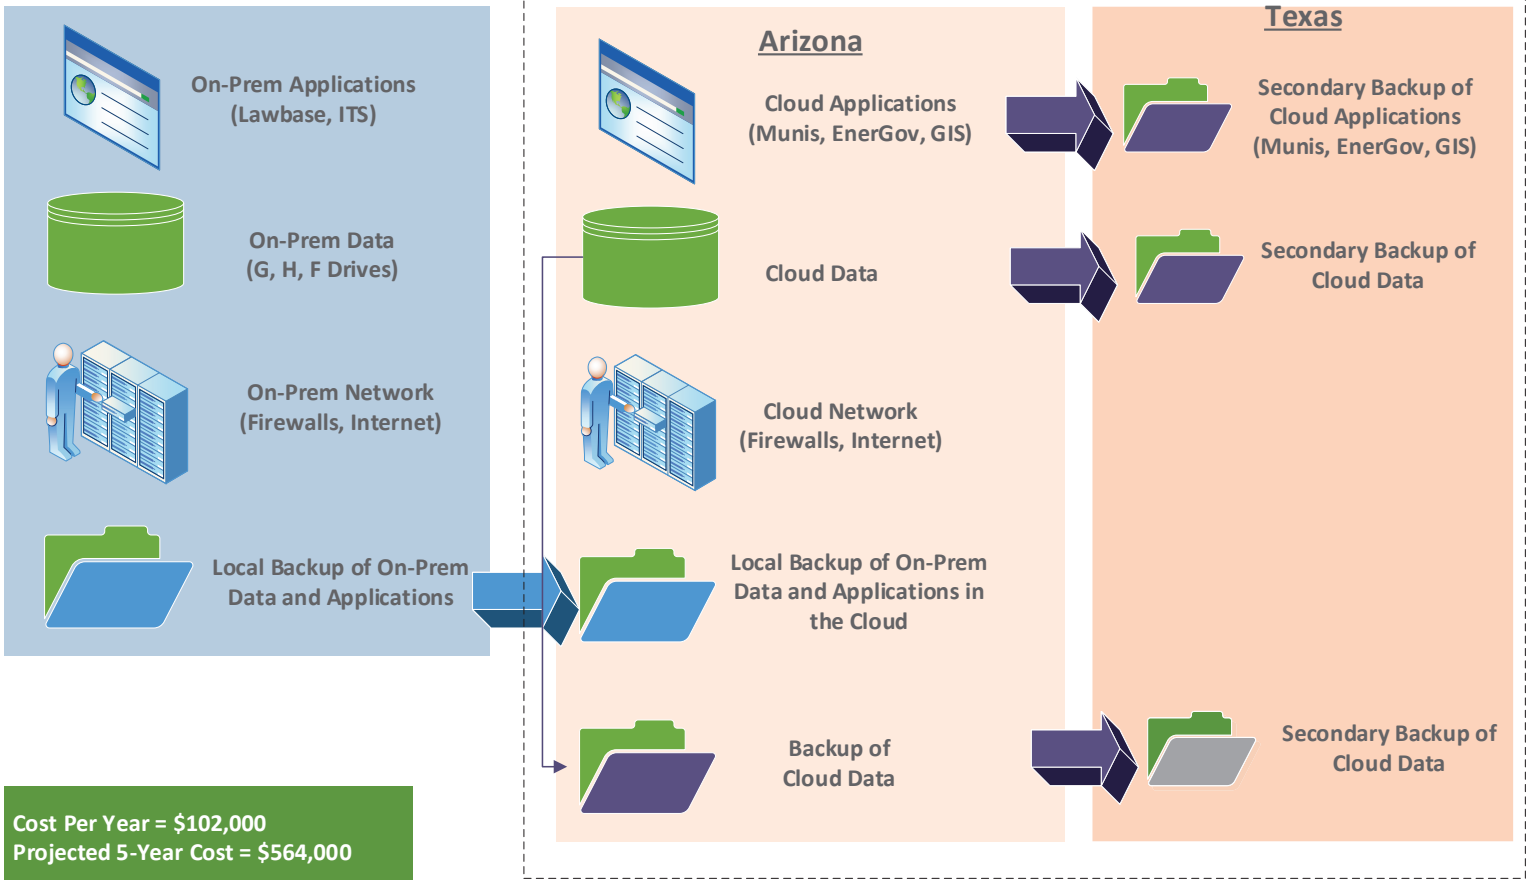 On-Prem Applications
(Lawbase, ITS)
On-Prem Data
(G, H, F Drives)
On-Prem Network
(Firewalls, Internet)
Local Backup of On-Prem
Data and Applications
Cost Per Year = $102,000
Projected 5-Year Cost = $564,000
Arizona
Cloud Applications
(Munis, EnerGov, GIS)
Cloud Data
Cloud Network
(Firewalls, Internet)
Local Backup of On-Prem
Data and Applications in
the Cloud
Backup of
Cloud Data
Texas
Secondary Backup of
Cloud Applications
(Munis, EnerGov, GIS)
Secondary Backup of
Cloud Data
Secondary Backup of
Cloud Data